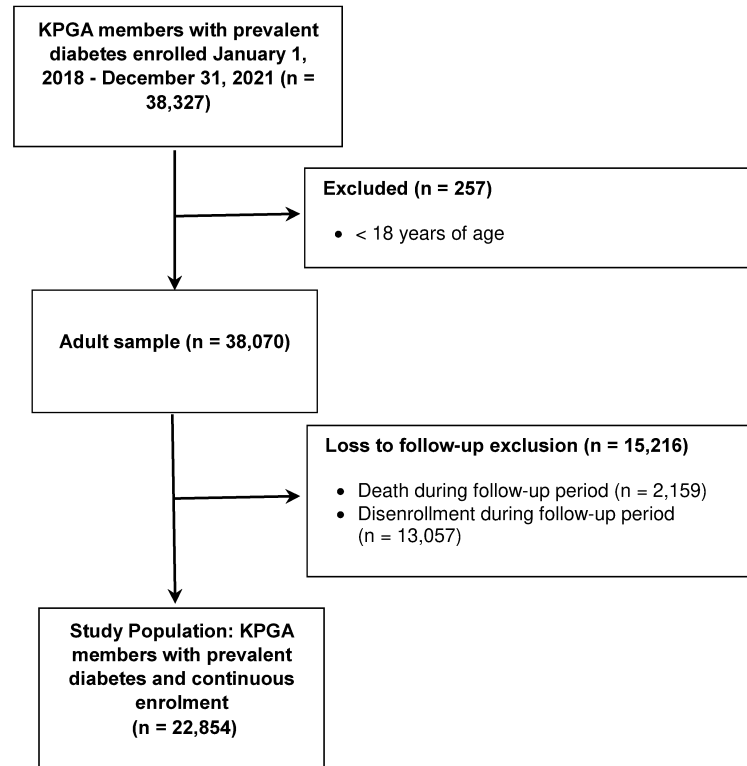 KPGA members with prevalent
diabetes enrolled January 1,
2018 - December 31, 2021 (n =
38,327)
Excluded (n = 257)
• < 18 years of age
Adult sample (n = 38,070)
Loss to follow-up exclusion (n = 15,216)
• Death during follow-up period (n = 2,159)
• Disenrollment during follow-up period
(n = 13,057)
Study Population: KPGA
members with prevalent
diabetes and continuous
enrolment
(n = 22,854)